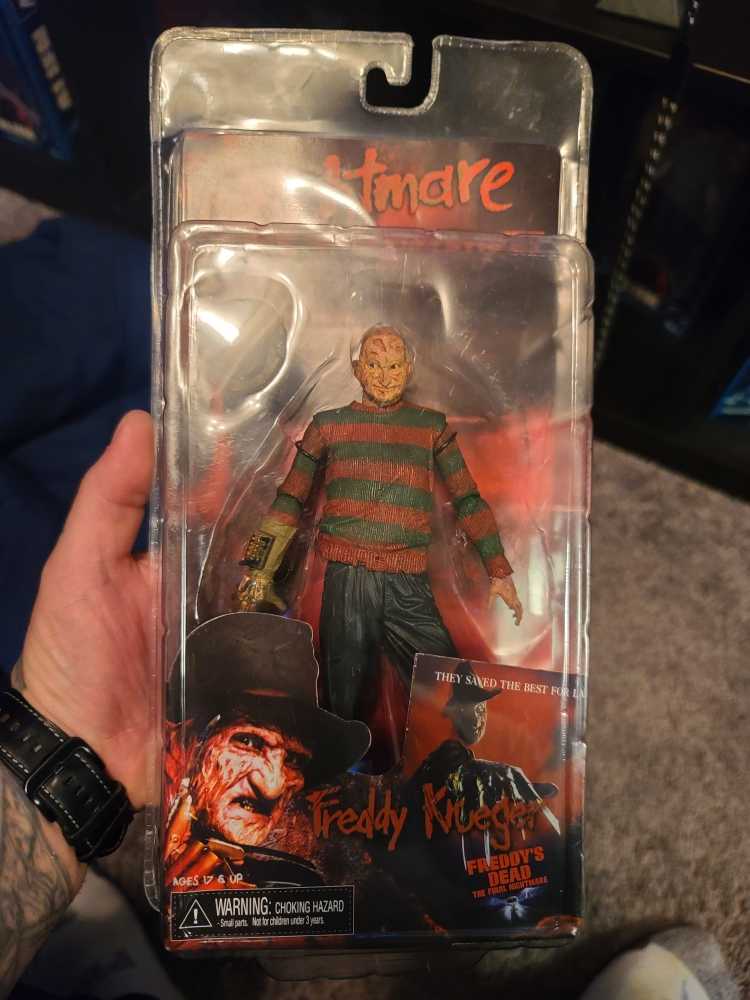 tmare
THEY SAVED THE BEST FOR LA
Freddy Krueger
FREDDY'S
DEAD
THE FINAL NIGHTMARE
AGES 17 & UP
WARNING: CHOKING HAZARD
- Small parts. Not for children under 3 years.